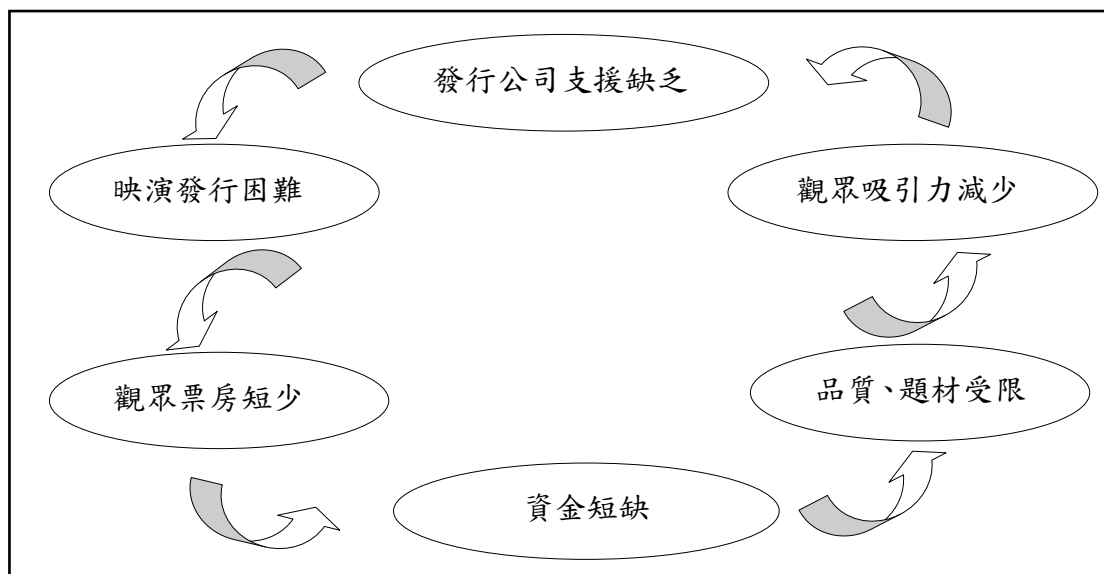 發行公司支援缺乏
映演發行困難
觀眾吸引力減少
觀眾票房短少
品質、題材受限
資金短缺